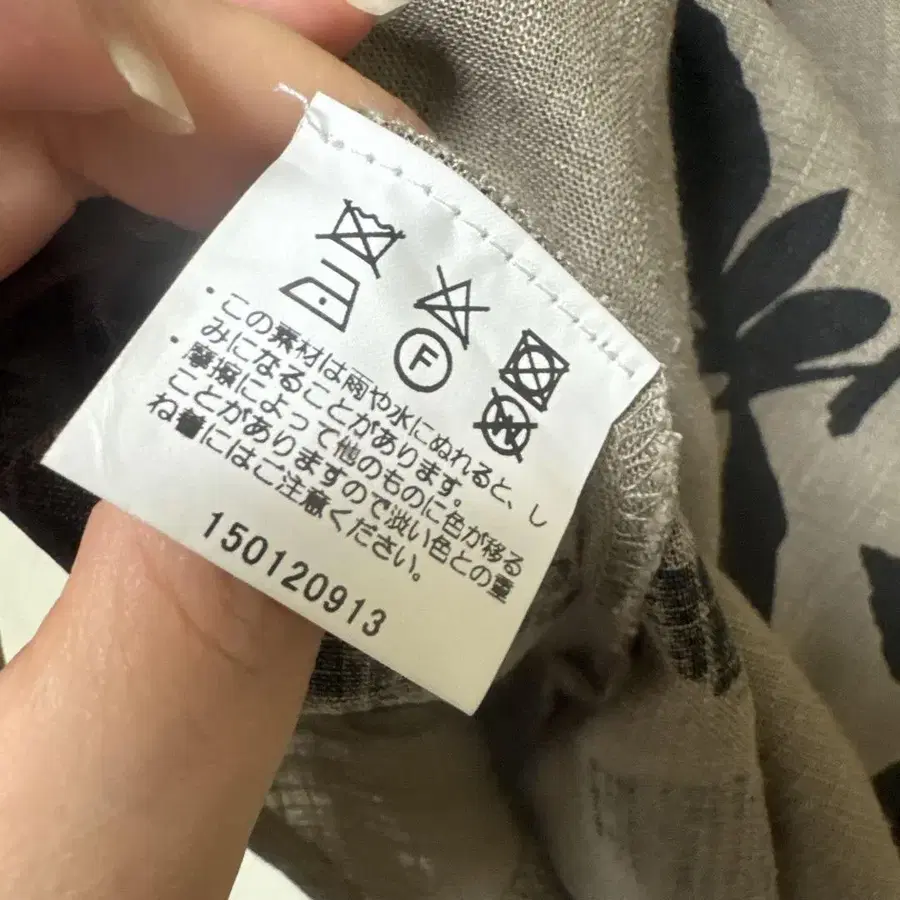 F
W
・この素材は雨や水にぬれると、し
みになることがあります。
・摩擦によって他のものに色が移る
ことがありますので淡い色との重
ね着にはご注意ください。
150120913